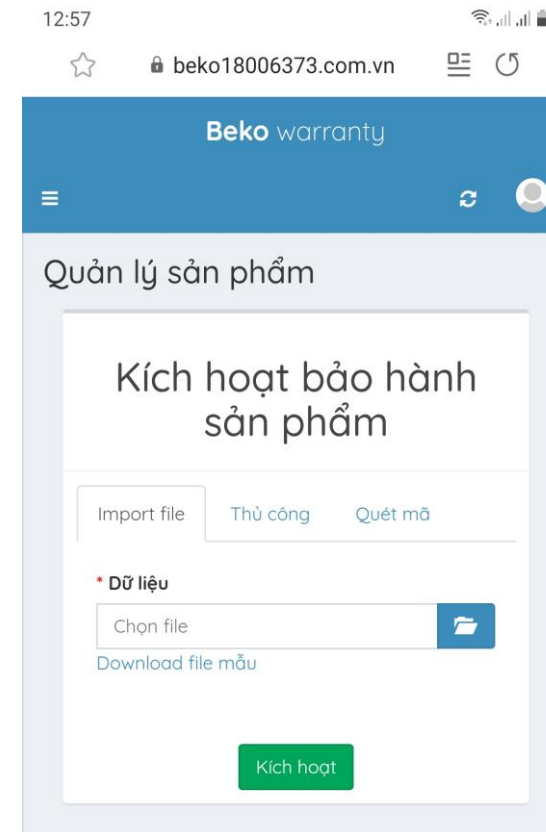 12:57
beko18006373.com.vn
Beko warranty
Quản lý sản phẩm
Kích hoạt bảo hành
sản phẩm
Import file Thủ công Quét mã
* Dữ liệu
Chọn file
Download file mẫu
Kích hoạt